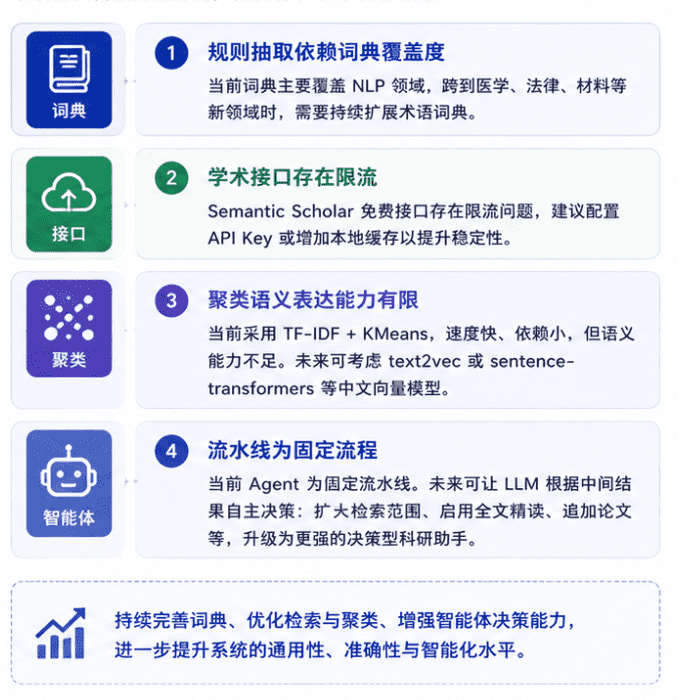 词典
1
规则抽取依赖词典覆盖度
当前词典主要覆盖 NLP 领域，跨到医学、法律、材料等
新领域时，需要持续扩展术语词典。
接口
2
学术接口存在限流
Semantic Scholar 免费接口存在限流问题，建议配置
API Key 或增加本地缓存以提升稳定性。
聚类
3
聚类语义表达能力有限
当前采用 TF-IDF + KMeans，速度快、依赖小，但语义
能力不足。未来可考虑 text2vec 或 sentence-
transformers 等中文向量模型。
智能体
4
流水线为固定流程
当前 Agent 为固定流水线。未来可让 LLM 根据中间结
果自主决策：扩大检索范围、启用全文精读、追加论文
等，升级为更强的决策型科研助手。
持续完善词典、优化检索与聚类、增强智能体决策能力，
进一步提升系统的通用性、准确性与智能化水平。